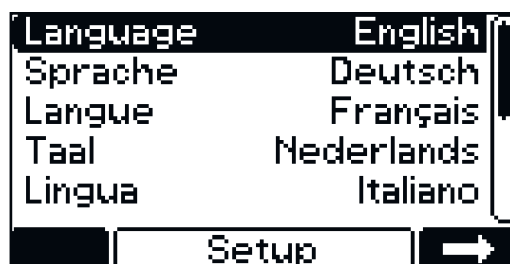 Language English
Sprache Deutsch
Langue Français
Taal Nederlands
Lingua Italiano
Setup